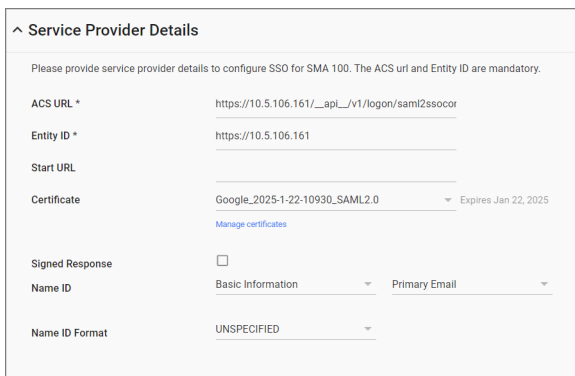 Service Provider Details
Please provide service provider details to configure SSO for SMA 100. The ACS url and Entity ID are mandatory.
ACS URL * https://10.5.106.161/__api__/v1/logon/saml2ssocor
Entity ID * https://10.5.106.161
Start URL
Certificate Google_2025-1-22-10930_SAML2.0 Expires Jan 22, 2025
Manage certificates
Signed Response
Name ID Basic Information Primary Email
Name ID Format UNSPECIFIED